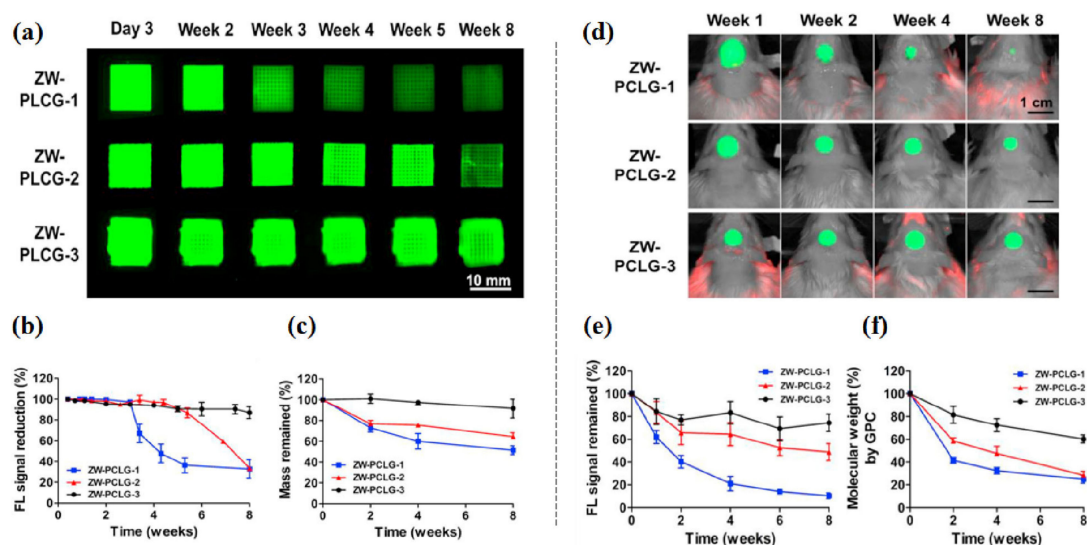 (a)
Day 3 Week 2 Week 3 Week 4 Week 5 Week 8
ZW-
PLCG-1
ZW-
PLCG-2
ZW-
PLCG-3
10 mm
(b)
FL signal reduction (%)
120
100
80
60
40
20
0
ZW-PCLG-1
ZW-PCLG-2
ZW-PCLG-3
0 2 4 6 8
Time (weeks)
(c)
Mass remained (%)
120
100
80
60
40
20
0
ZW-PCLG-1
ZW-PCLG-2
ZW-PCLG-3
0 2 4 6 8
Time (weeks)
(d)
Week 1 Week 2 Week 4 Week 8
ZW-
PCLG-1
1 cm
ZW-
PCLG-2
ZW-
PCLG-3
(e)
FL signal remained (%)
120
100
80
60
40
20
0
ZW-PCLG-1
ZW-PCLG-2
ZW-PCLG-3
0 2 4 6 8
Time (weeks)
(f)
Molecular weight (%)
by GPC
120
100
80
60
40
20
0
ZW-PCLG-1
ZW-PCLG-2
ZW-PCLG-3
0 2 4 6 8
Time (weeks)